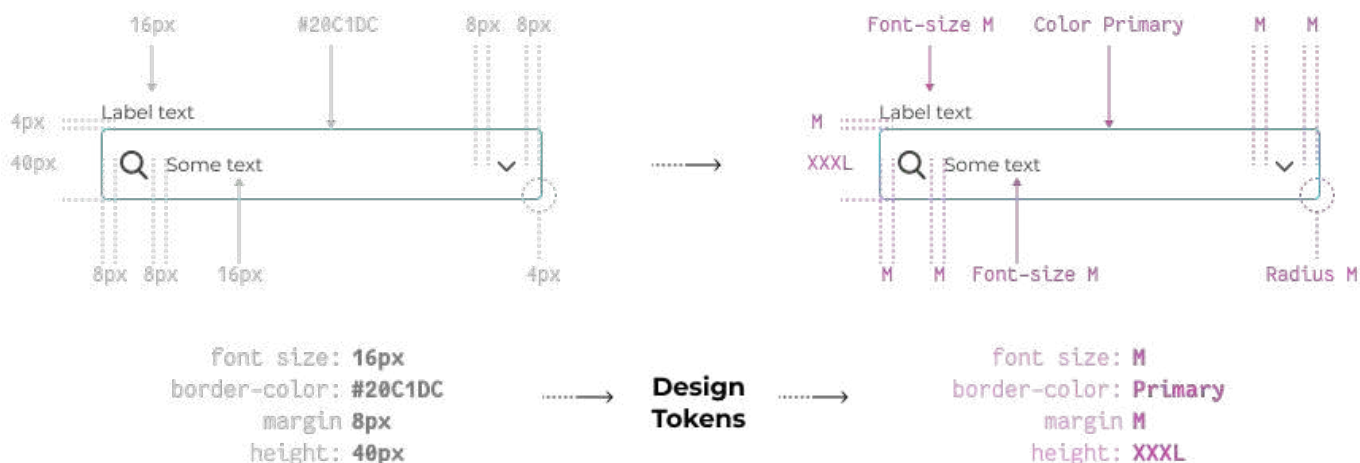 16px #20C1DC 8px 8px
Font-size M Color Primary M M
Label text
Label text
4px
M
40px
Some text
XXXL
Some text
8px 8px 16px 4px
M M Font-size M Radius M
font size: 16px
border-color: #20C1DC
margin 8px
height: 40px
Design
Tokens
font size: M
border-color: Primary
margin M
height: XXXL